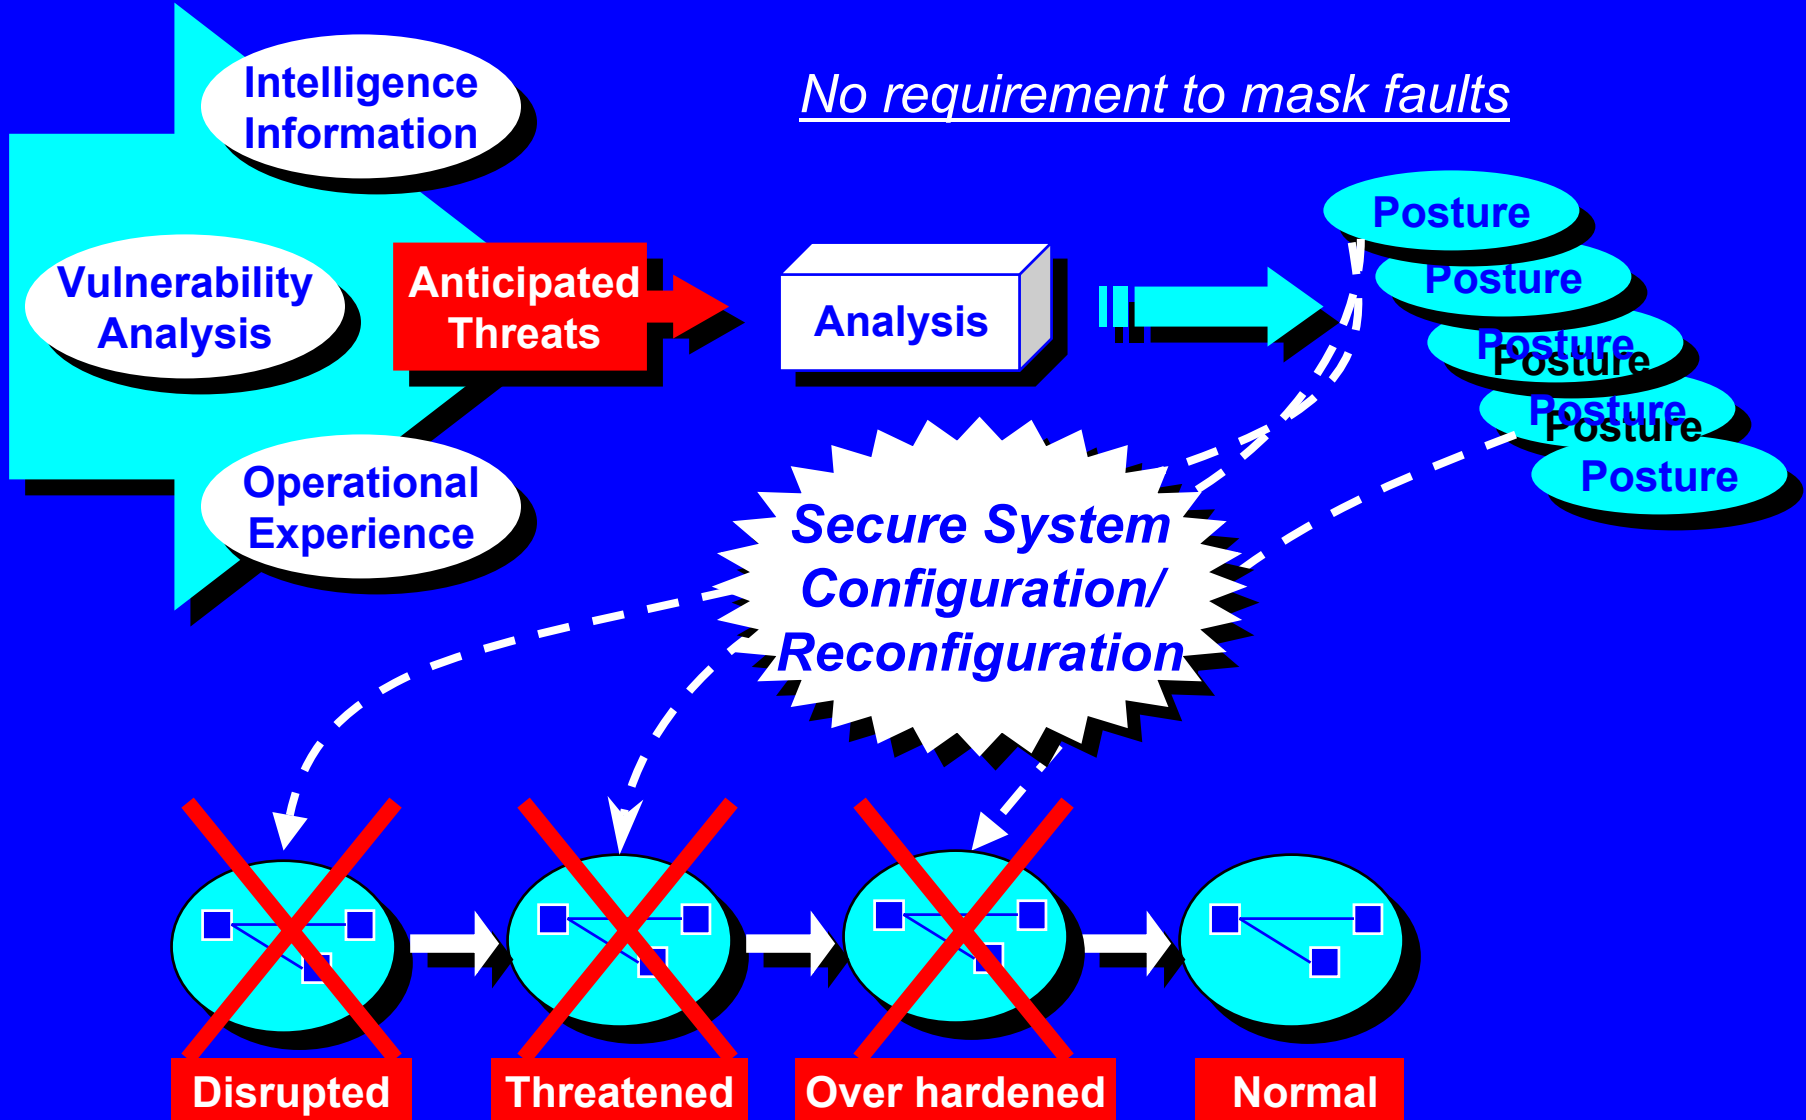 Intelligence
Information
No requirement to mask faults
Vulnerability
Analysis
Anticipated
Threats
Analysis
Operational
Experience
Posture
Posture
Posture
Posture
Posture
Posture
Posture
Secure System
Configuration/
Reconfiguration
Disrupted
Threatened
Over hardened
Normal